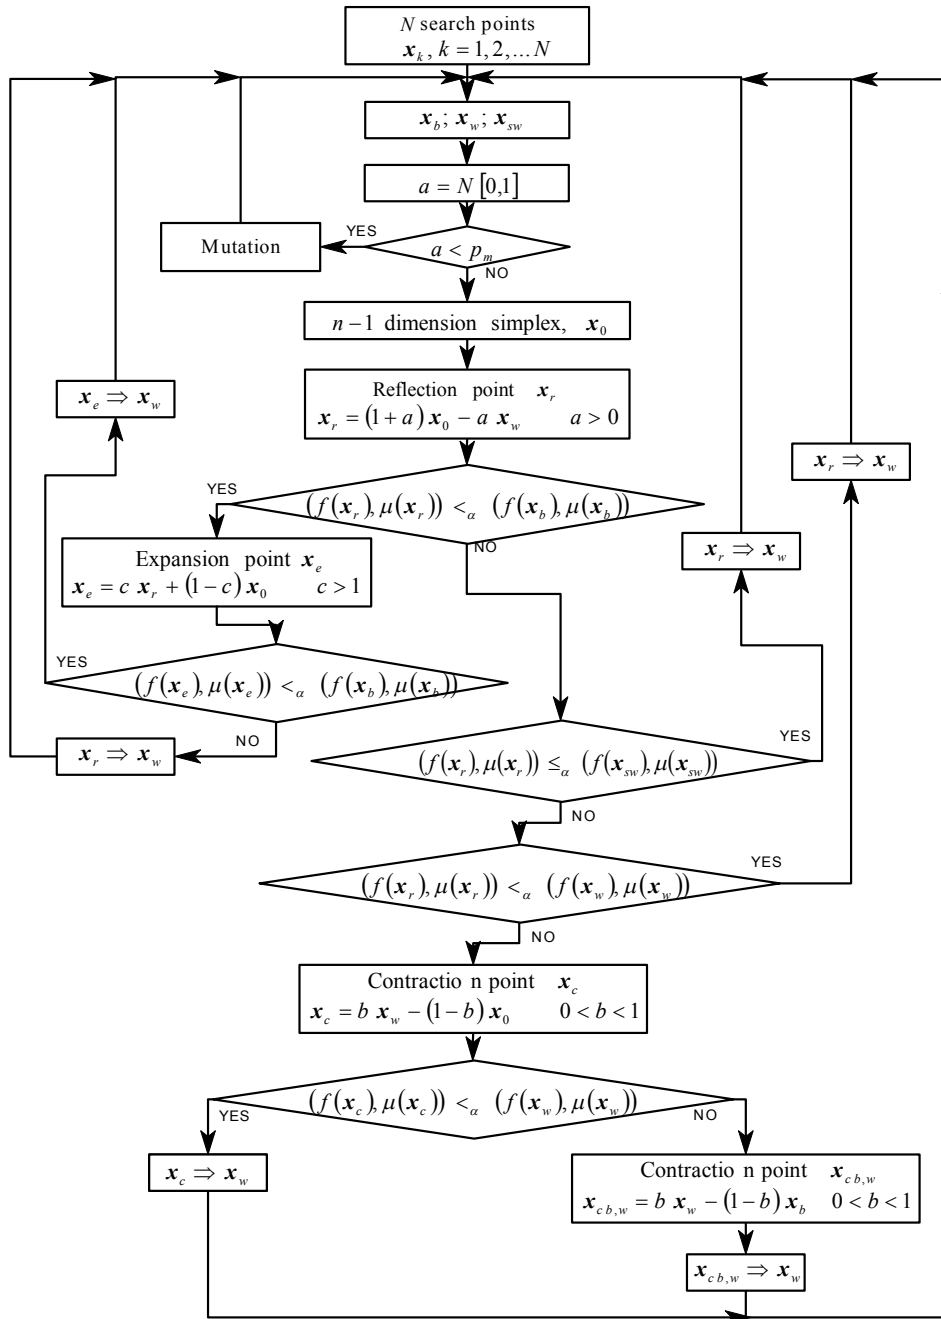 N search points
x_k, k = 1, 2, ... N
x_b; x_w; x_sw
a = N [0,1]
YES
Mutation
a < p_m
NO
n − 1 dimension simplex, x_0
Reflection point x_r
x_r = (1 + a) x_0 − a x_w a > 0
x_e ⇒ x_w
x_r ⇒ x_w
YES
(f(x_r), μ(x_r)) <_α (f(x_b), μ(x_b))
NO
x_r ⇒ x_w
Expansion point x_e
x_e = c x_r + (1 − c) x_0 c > 1
YES
(f(x_e), μ(x_e)) <_α (f(x_b), μ(x_b))
NO
x_r ⇒ x_w
YES
(f(x_r), μ(x_r)) ≤_α (f(x_sw), μ(x_sw))
NO
YES
(f(x_r), μ(x_r)) <_α (f(x_w), μ(x_w))
NO
Contractio n point x_c
x_c = b x_w − (1 − b) x_0 0 < b < 1
YES
(f(x_c), μ(x_c)) <_α (f(x_w), μ(x_w))
NO
x_c ⇒ x_w
Contractio n point x_cb,w
x_cb,w = b x_w − (1 − b) x_b 0 < b < 1
x_cb,w ⇒ x_w